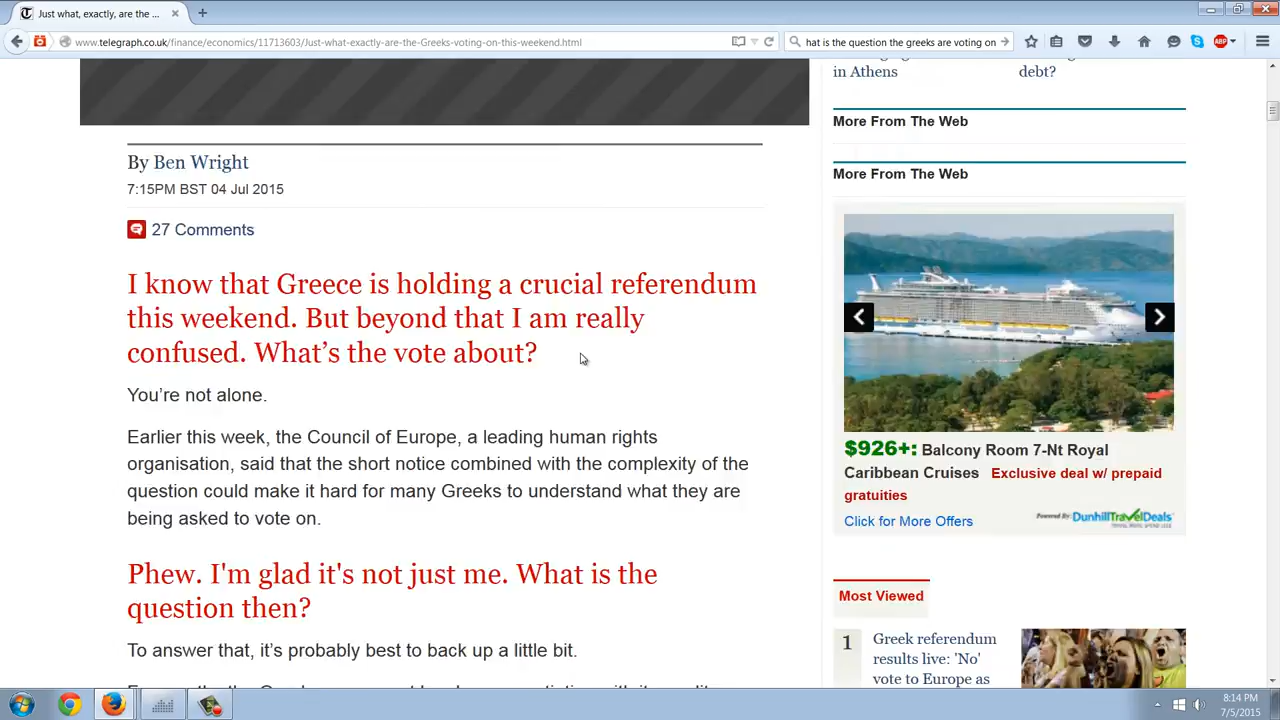 Just what, exactly, are the ...
www.telegraph.co.uk/finance/economics/11713603/Just-what-exactly-are-the-Greeks-voting-on-this-weekend.html
hat is the question the greeks are voting on
ABP
in Athens
debt?
More From The Web
By Ben Wright
More From The Web
7:15PM BST 04 Jul 2015
27 Comments
I know that Greece is holding a crucial referendum
this weekend. But beyond that I am really
confused. What's the vote about?
You're not alone.
Earlier this week, the Council of Europe, a leading human rights
organisation, said that the short notice combined with the complexity of the
question could make it hard for many Greeks to understand what they are
being asked to vote on.
Phew. I'm glad it's not just me. What is the
question then?
To answer that, it's probably best to back up a little bit.
$926+: Balcony Room 7-Nt Royal
Caribbean Cruises Exclusive deal w/ prepaid
gratuities
Click for More Offers
Powered By: DunhillTravelDeals
Most Viewed
1
Greek referendum
results live: 'No'
vote to Europe as
8:14 PM
7/5/2015